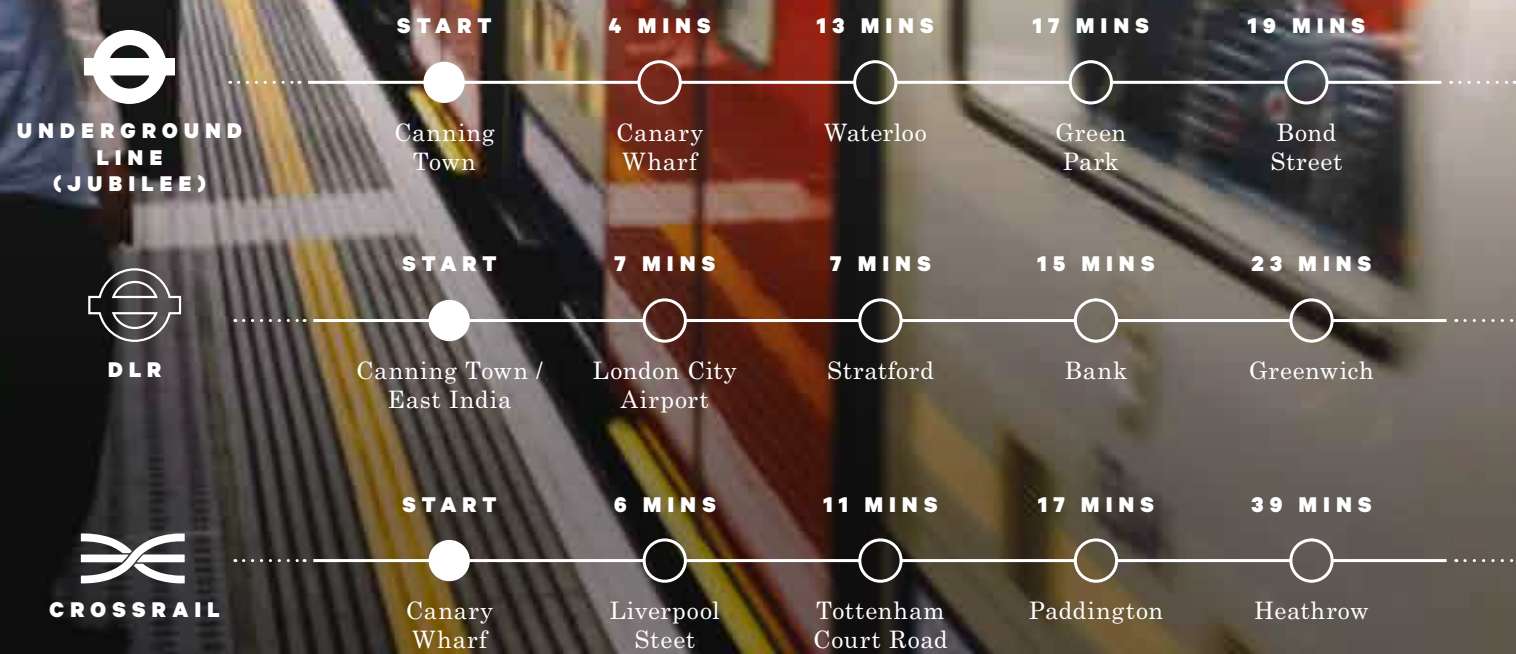 START 4 MINS 13 MINS 17 MINS 19 MINS
UNDERGROUND
LINE
(JUBILEE)
Canning
Town
Canary
Wharf
Waterloo
Green
Park
Bond
Street
START 7 MINS 7 MINS 15 MINS 23 MINS
DLR
Canning Town /
East India
London City
Airport
Stratford
Bank
Greenwich
START 6 MINS 11 MINS 17 MINS 39 MINS
CROSSRAIL
Canary
Wharf
Liverpool
Steet
Tottenham
Court Road
Paddington
Heathrow